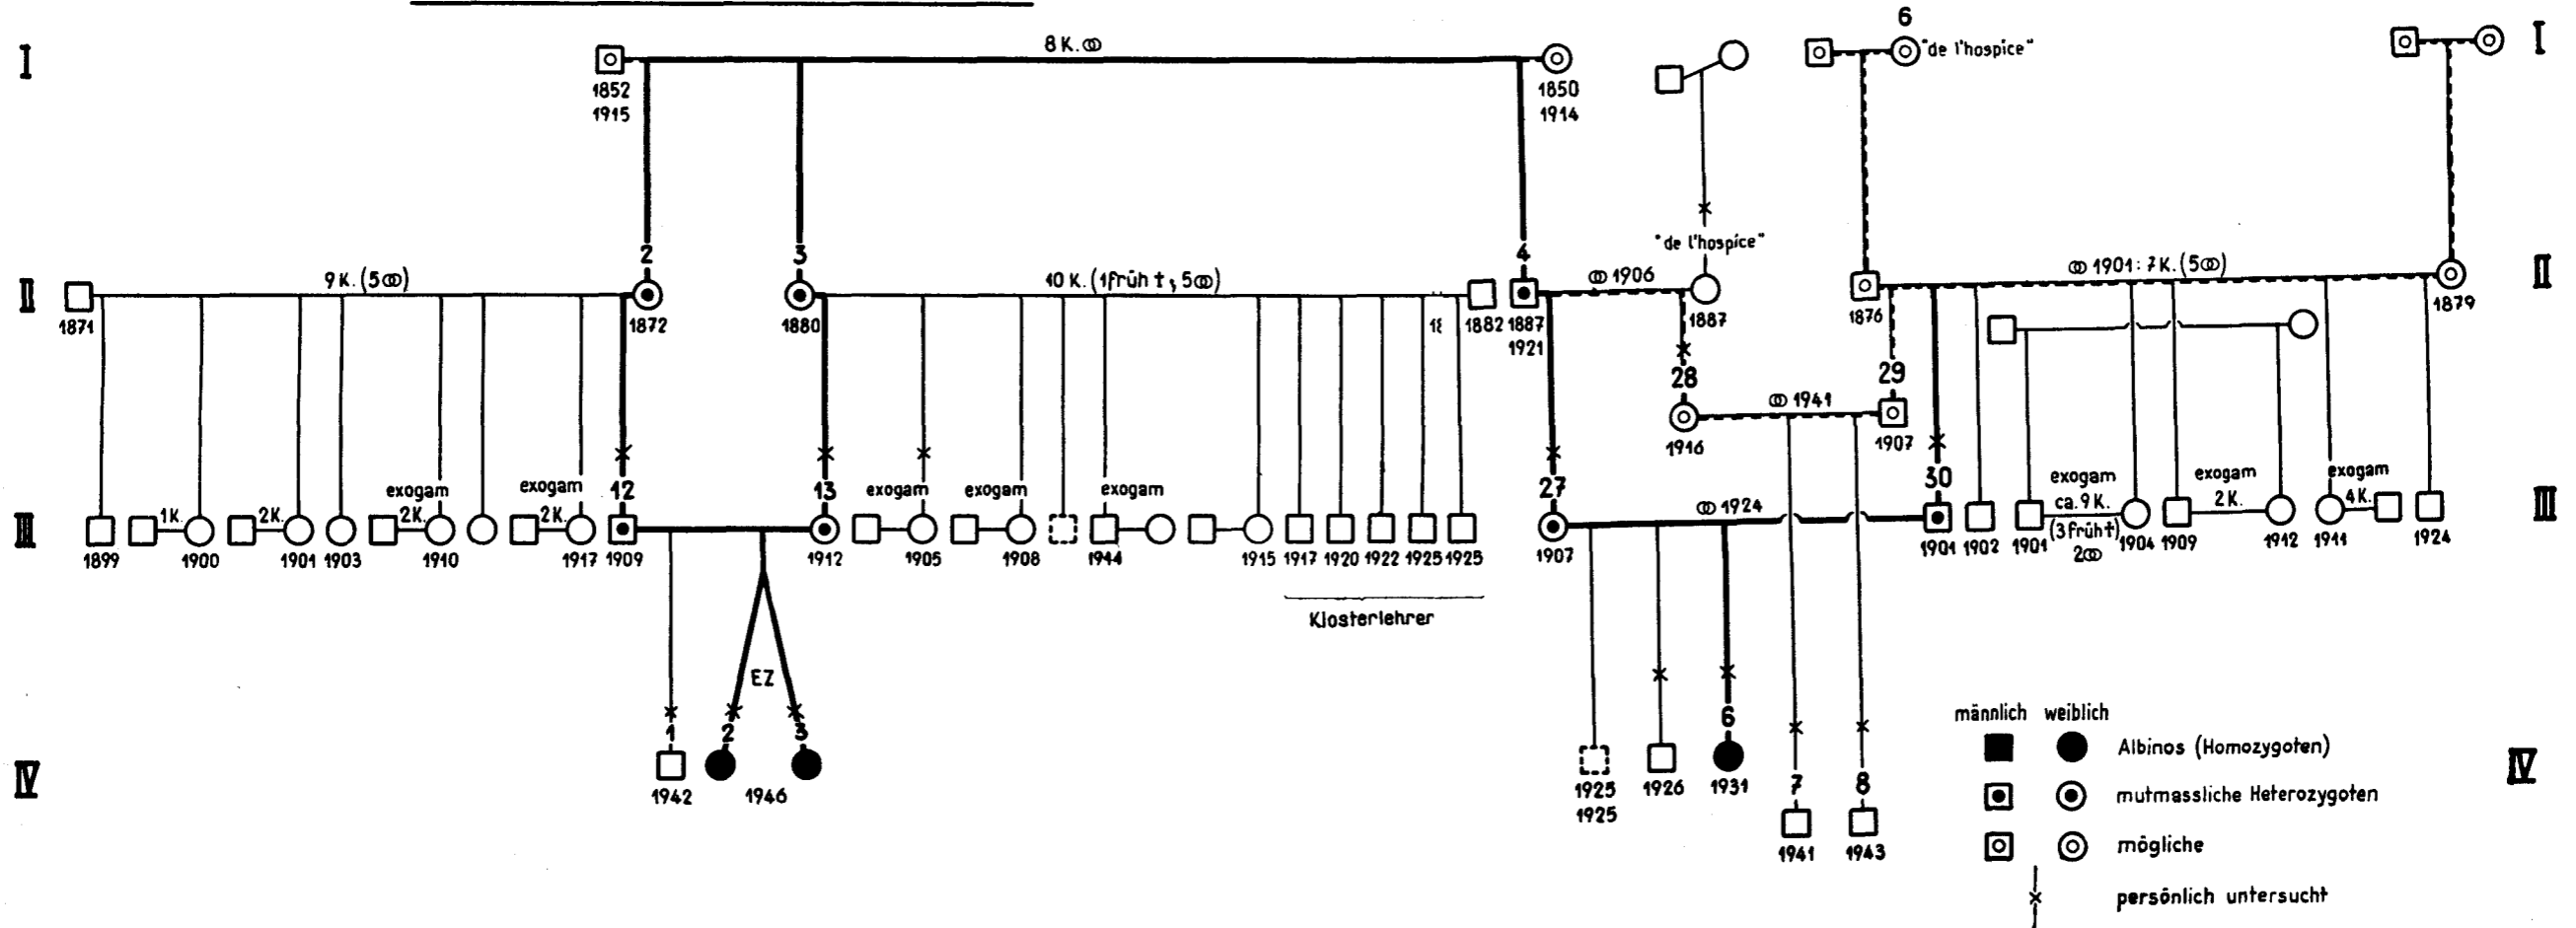 6
I 8 K. ⚭ "de l'hospice" I
1852 1850
1915 1914
"de l'hospice"
2 3 4
II 9 K. (5⚭) 10 K. (1 früh †, 5⚭) ⚭ 1906 ⚭ 1901: 7 K. (5⚭) II
1871 1872 1880 1882 1887 1887 1876 1879
1921
28 29
⚭ 1941
1916 1907
12 13 27 30
exogam exogam exogam exogam exogam exogam exogam exogam
III 1K. 2K. 2K. 2K. ⚭ 1924 ca. 9 K. 2 K. 4 K. III
(3 früh †)
2⚭
1899 1900 1901 1903 1910 1917 1909 1912 1905 1908 1944 1915 1917 1920 1922 1925 1925 1907 1901 1902 1901 1904 1909 1912 1911 1924
Klosterlehrer
EZ
1 2 3 6
IV 7 8 IV
1942 1946 1925 1926 1931
1925
1941 1943
männlich weiblich
Albinos (Homozygoten)
mutmassliche Heterozygoten
mögliche
persönlich untersucht